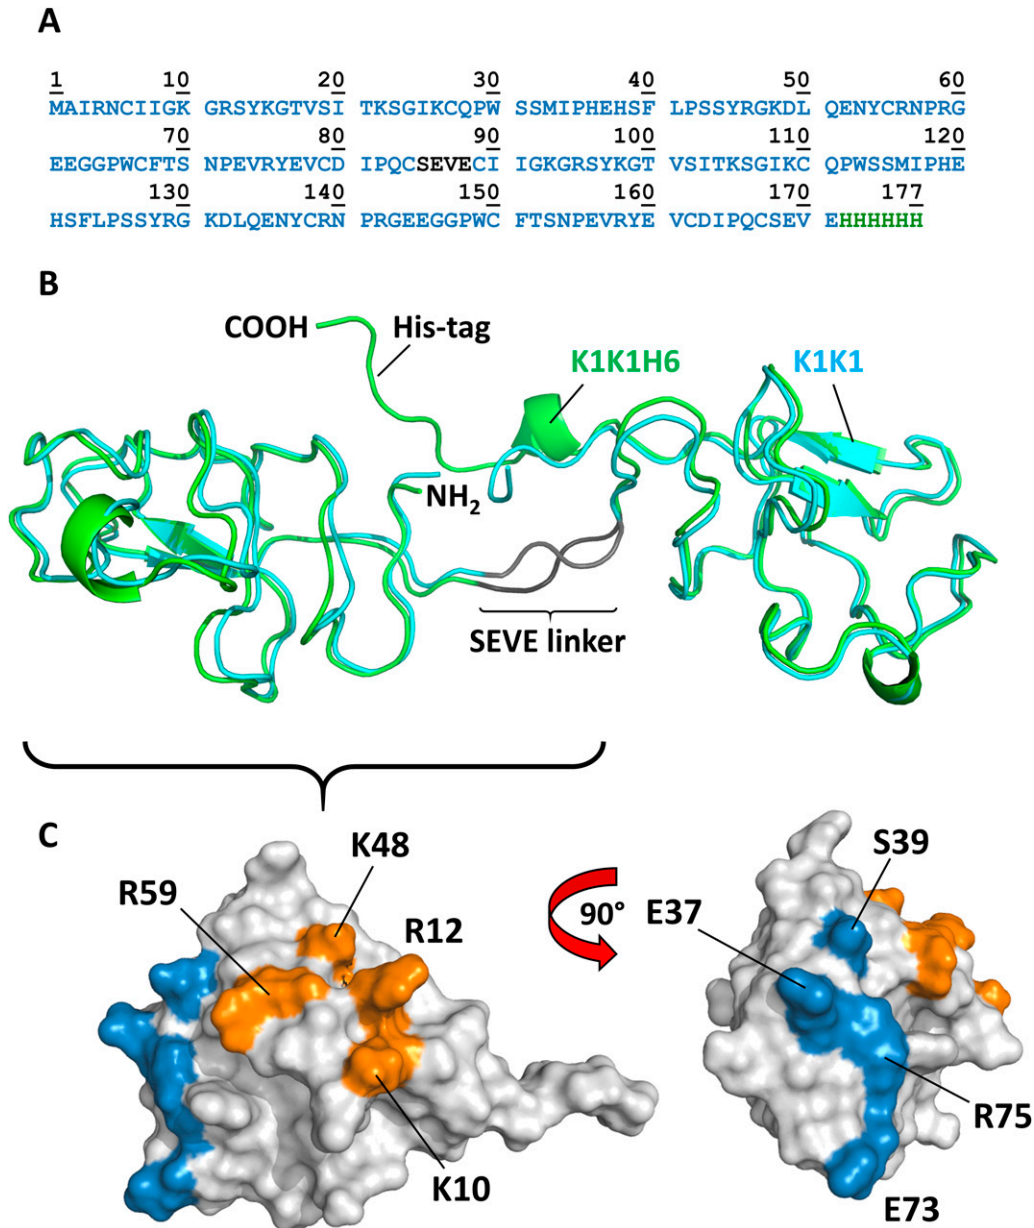 A
1 10 20 30 40 50 60
MAIRNCIIGK GRSYKGTVSI TKSGIKCQPW SSMIPHEHSF LPSSYRGKDL QENYCRNPRG
70 80 90 100 110 120
EEGGPWCFTS NPEVRYEVCD IPQCSEVECI IGKGRSYKGT VSITKSGIKC QPWSSMIPHE
130 140 150 160 170 177
HSFLPSSYRG KDLQENYCRN PRGEEGGPWC FTSNPEVRYE VCDIPQCSEV EHHHHHH
B
COOH His-tag
K1K1H6 K1K1
NH2
SEVE linker
C
K48
S39
R59
R12
90°
E37
R75
K10
E73